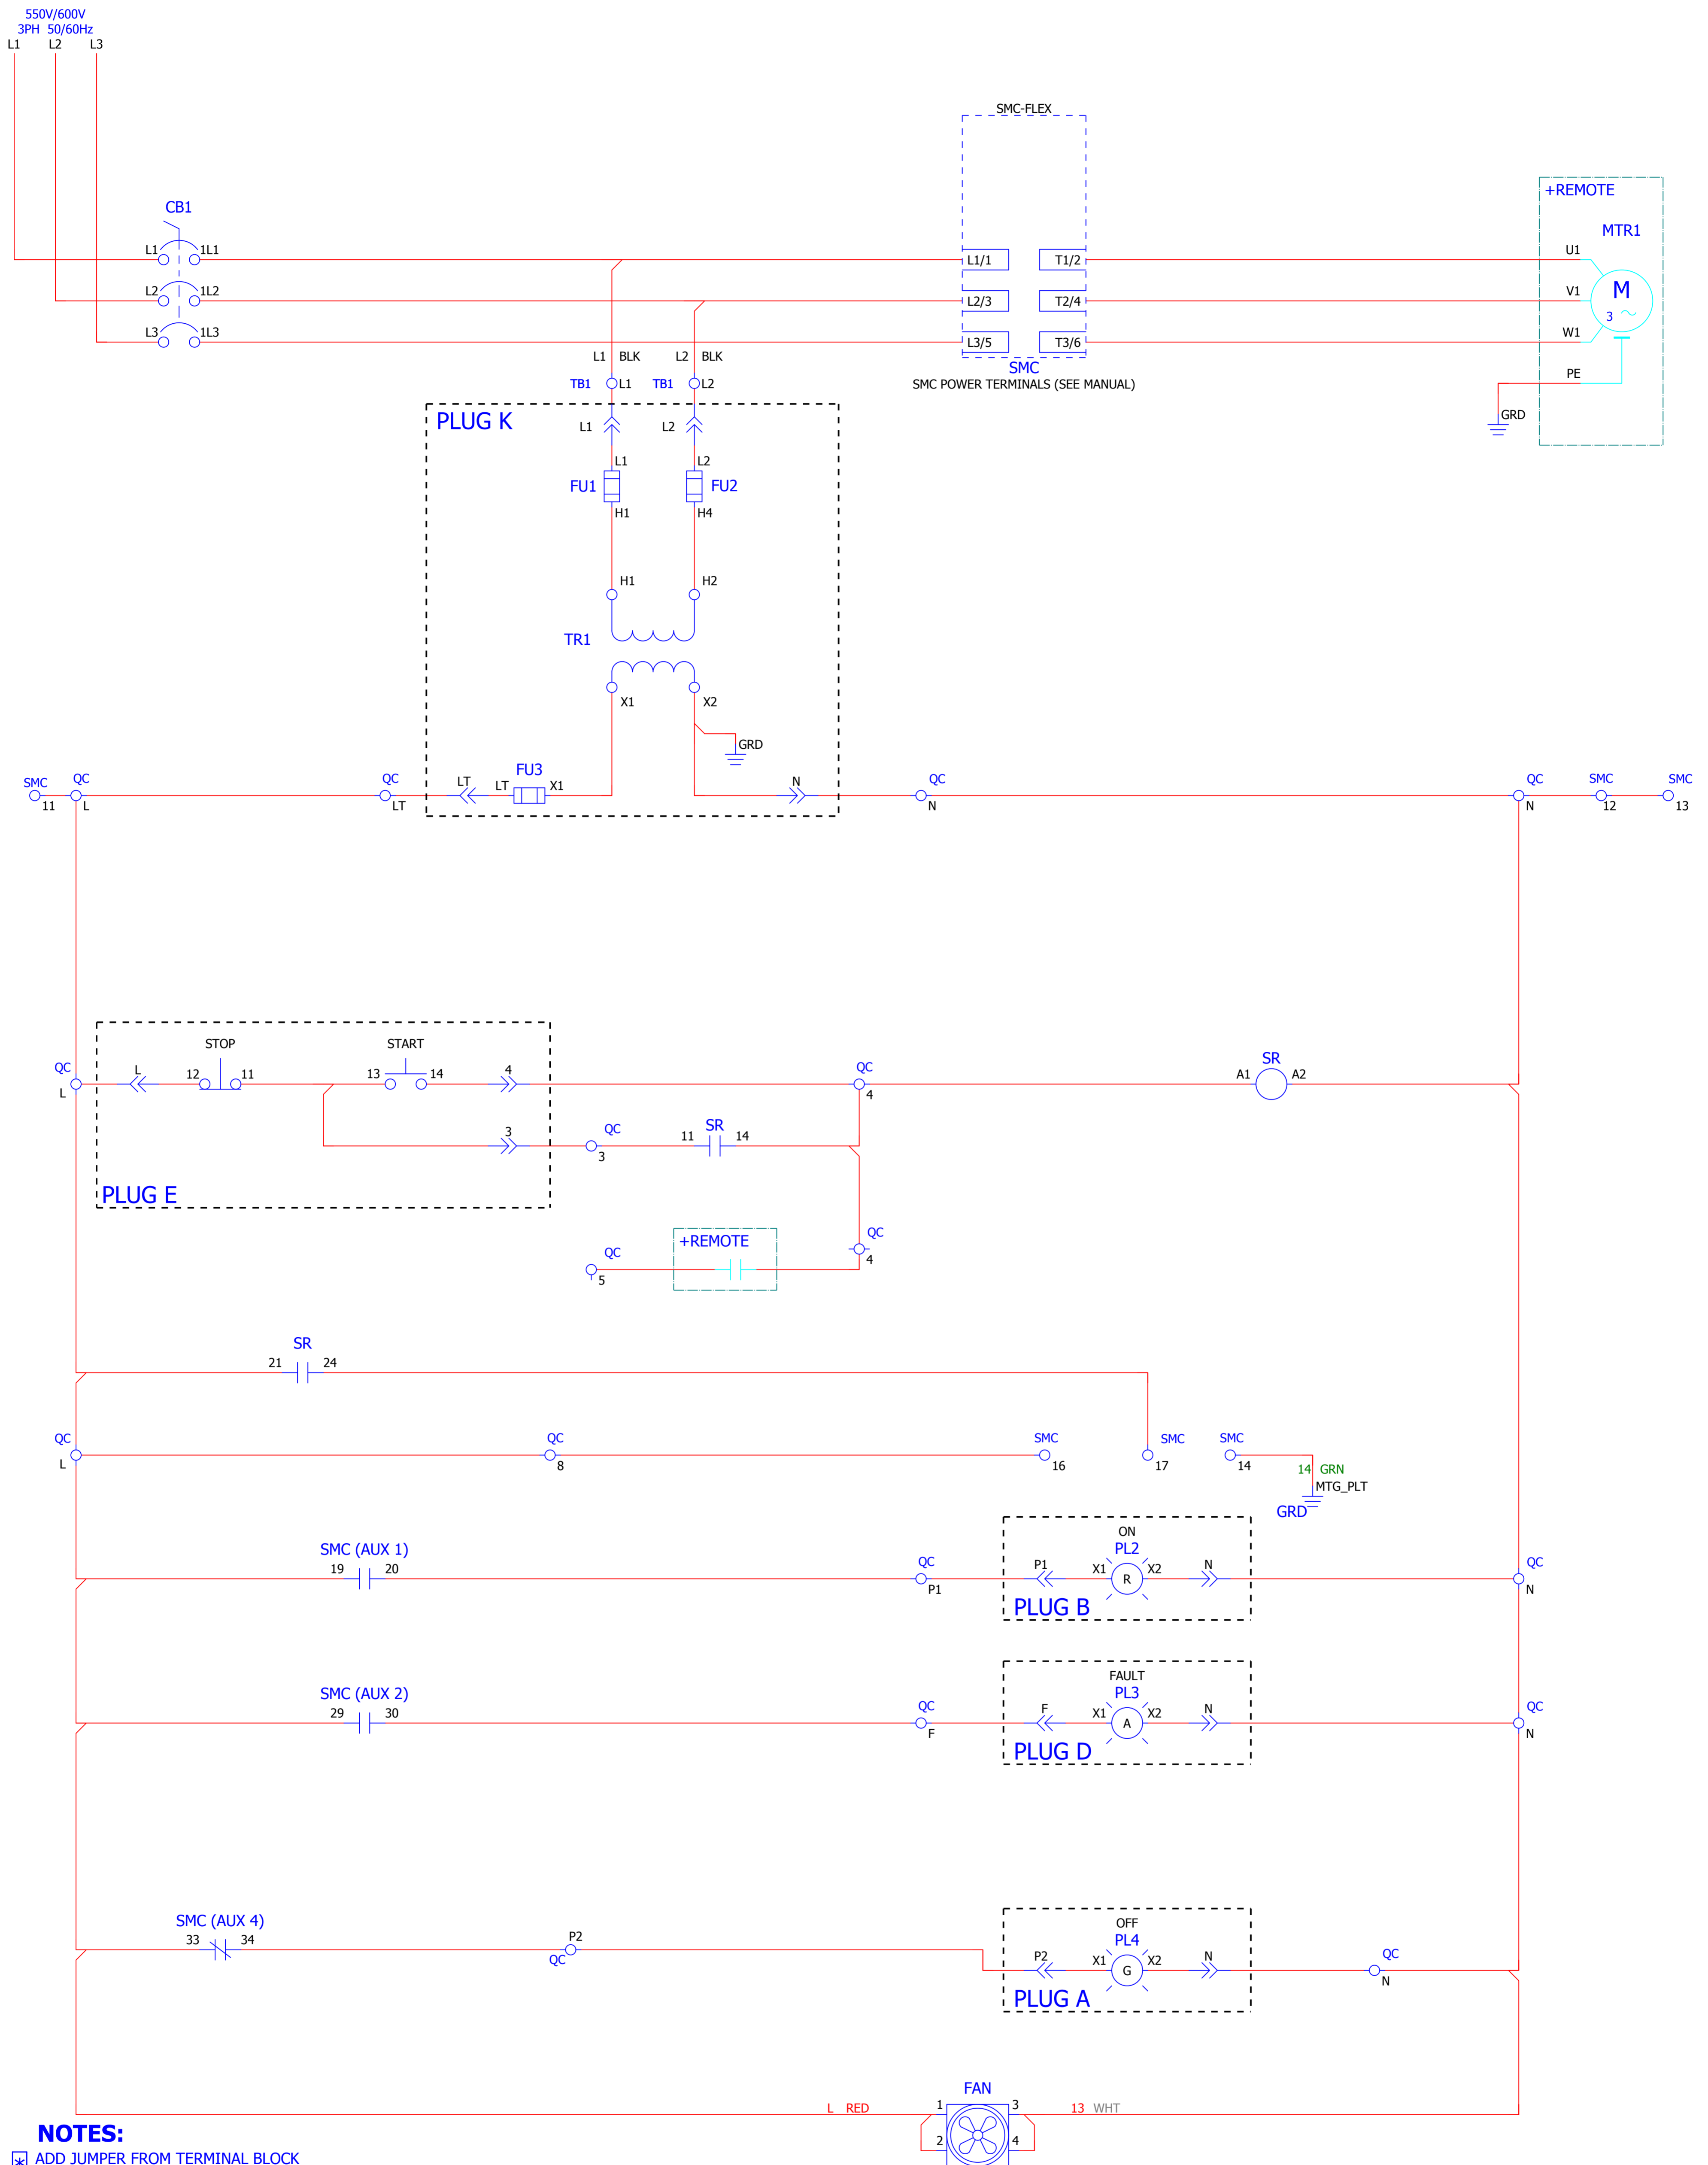 550V/600V
3PH 50/60Hz
L1 L2 L3
SMC-FLEX
+REMOTE
CB1
MTR1
L1 1L1
L1/1 T1/2
U1
L2 1L2
L2/3 T2/4
V1
M
3
L3 1L3
L3/5 T3/6
W1
L1 BLK L2 BLK
SMC
SMC POWER TERMINALS (SEE MANUAL)
PE
TB1 L1 TB1 L2
GRD
PLUG K
L1 L2
L1 L2
FU1 FU2
H1 H4
H1 H2
TR1
X1 X2
GRD
SMC QC QC LT LT FU3 X1 N QC QC SMC SMC
11 L LT N N 12 13
STOP START
QC L 12 11 13 14 4 QC A1 SR A2
L 4
3 QC 11 SR 14
3
PLUG E
+REMOTE
QC QC
5 4
SR
21 24
QC QC SMC SMC SMC
L 8 16 17 14
14 GRN
MTG_PLT
GRD
ON
SMC (AUX 1) PL2
19 20 QC P1 X1 R X2 N QC
P1 N
PLUG B
FAULT
SMC (AUX 2) PL3
29 30 QC F X1 A X2 N QC
F N
PLUG D
OFF
SMC (AUX 4) PL4
33 34 P2 P2 X1 G X2 N QC
QC N
PLUG A
FAN
L RED 1 3 13 WHT
2 4
NOTES:
* ADD JUMPER FROM TERMINAL BLOCK